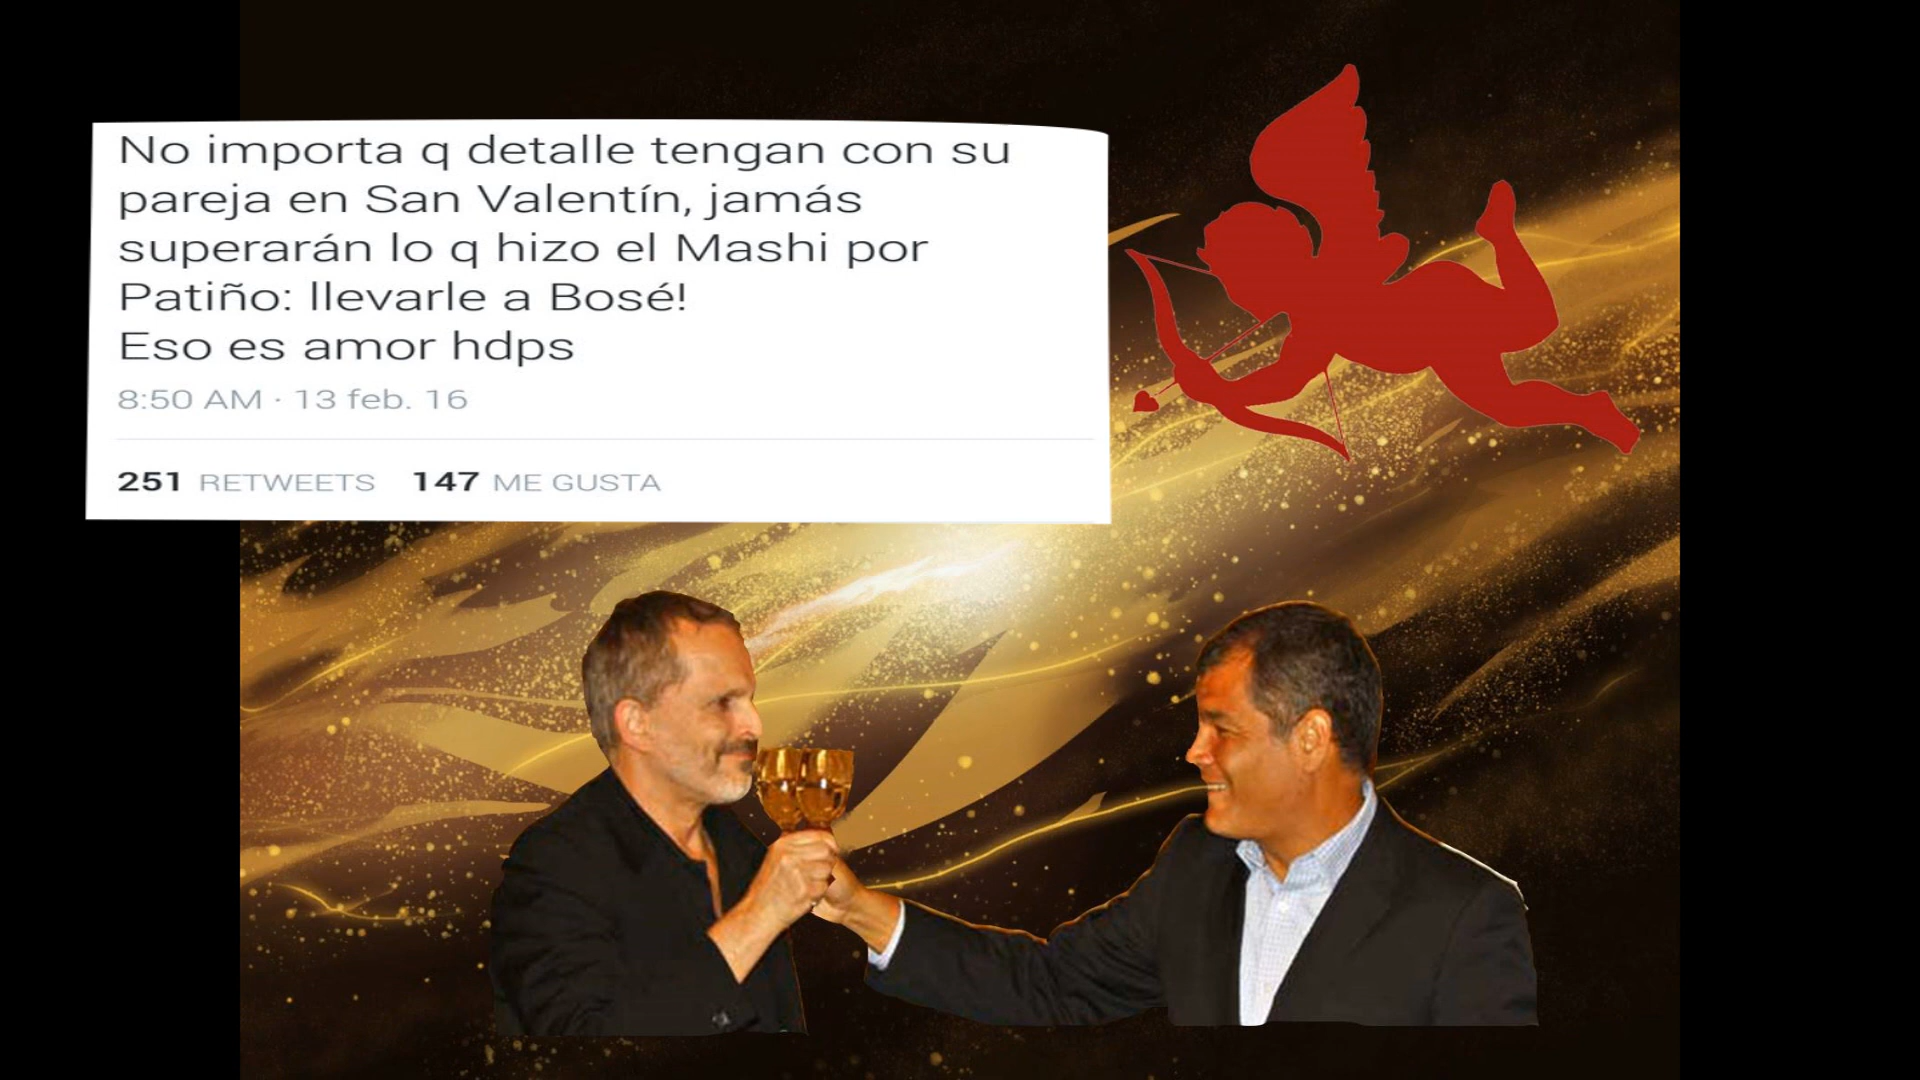 No importa q detalle tengan con su
pareja en San Valentín, jamás
superarán lo q hizo el Mashi por
Patiño: llevarle a Bosé!
Eso es amor hdps
8:50 AM · 13 feb. 16
251 RETWEETS 147 ME GUSTA